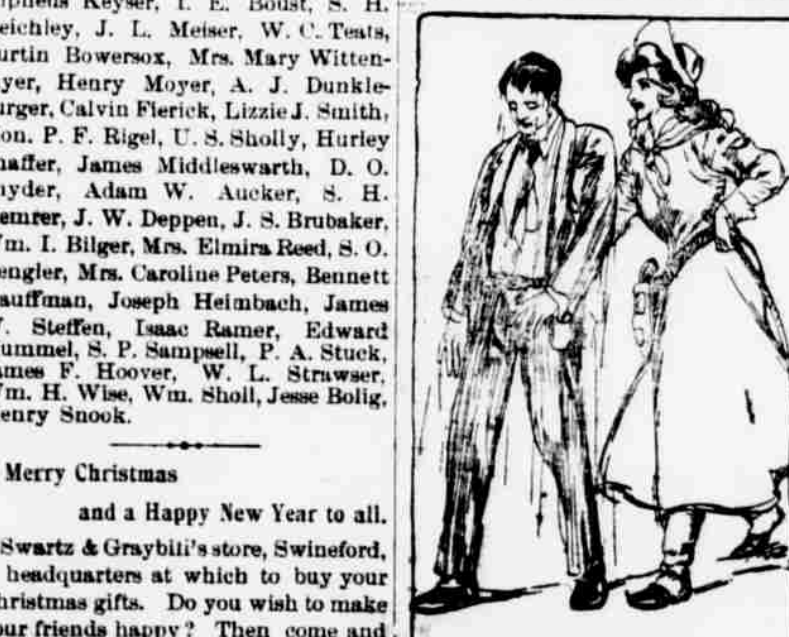 Keyser, I. E. Boust, S. H.
eichley, J. L. Meiser, W. C. Teats,
urtin Bowersox, Mrs. Mary Witten-
yer, Henry Moyer, A. J. Dunkle-
urger, Calvin Fierick, Lizzie J. Smith,
on. P. F. Rigel, U. S. Sholly, Hurley
haffer, James Middleswarth, D. O.
nyder, Adam W. Aucker, S. H.
emrer, J. W. Deppen, J. S. Brubaker,
m. I. Bilger, Mrs. Elmira Reed, S. O.
engler, Mrs. Caroline Peters, Bennett
auffman, Joseph Heimbach, James
. Steffen, Isaac Ramer, Edward
ummel, S. P. Sampsell, P. A. Stuck,
ames F. Hoover, W. L. Strawser,
m. H. Wise, Wm. Sholl, Jesse Bolig,
enry Snook.
Merry Christmas
and a Happy New Year to all.
Swartz & Graybill's store, Swineford,
headquarters at which to buy your
hristmas gifts. Do you wish to make
our friends happy? Then come and